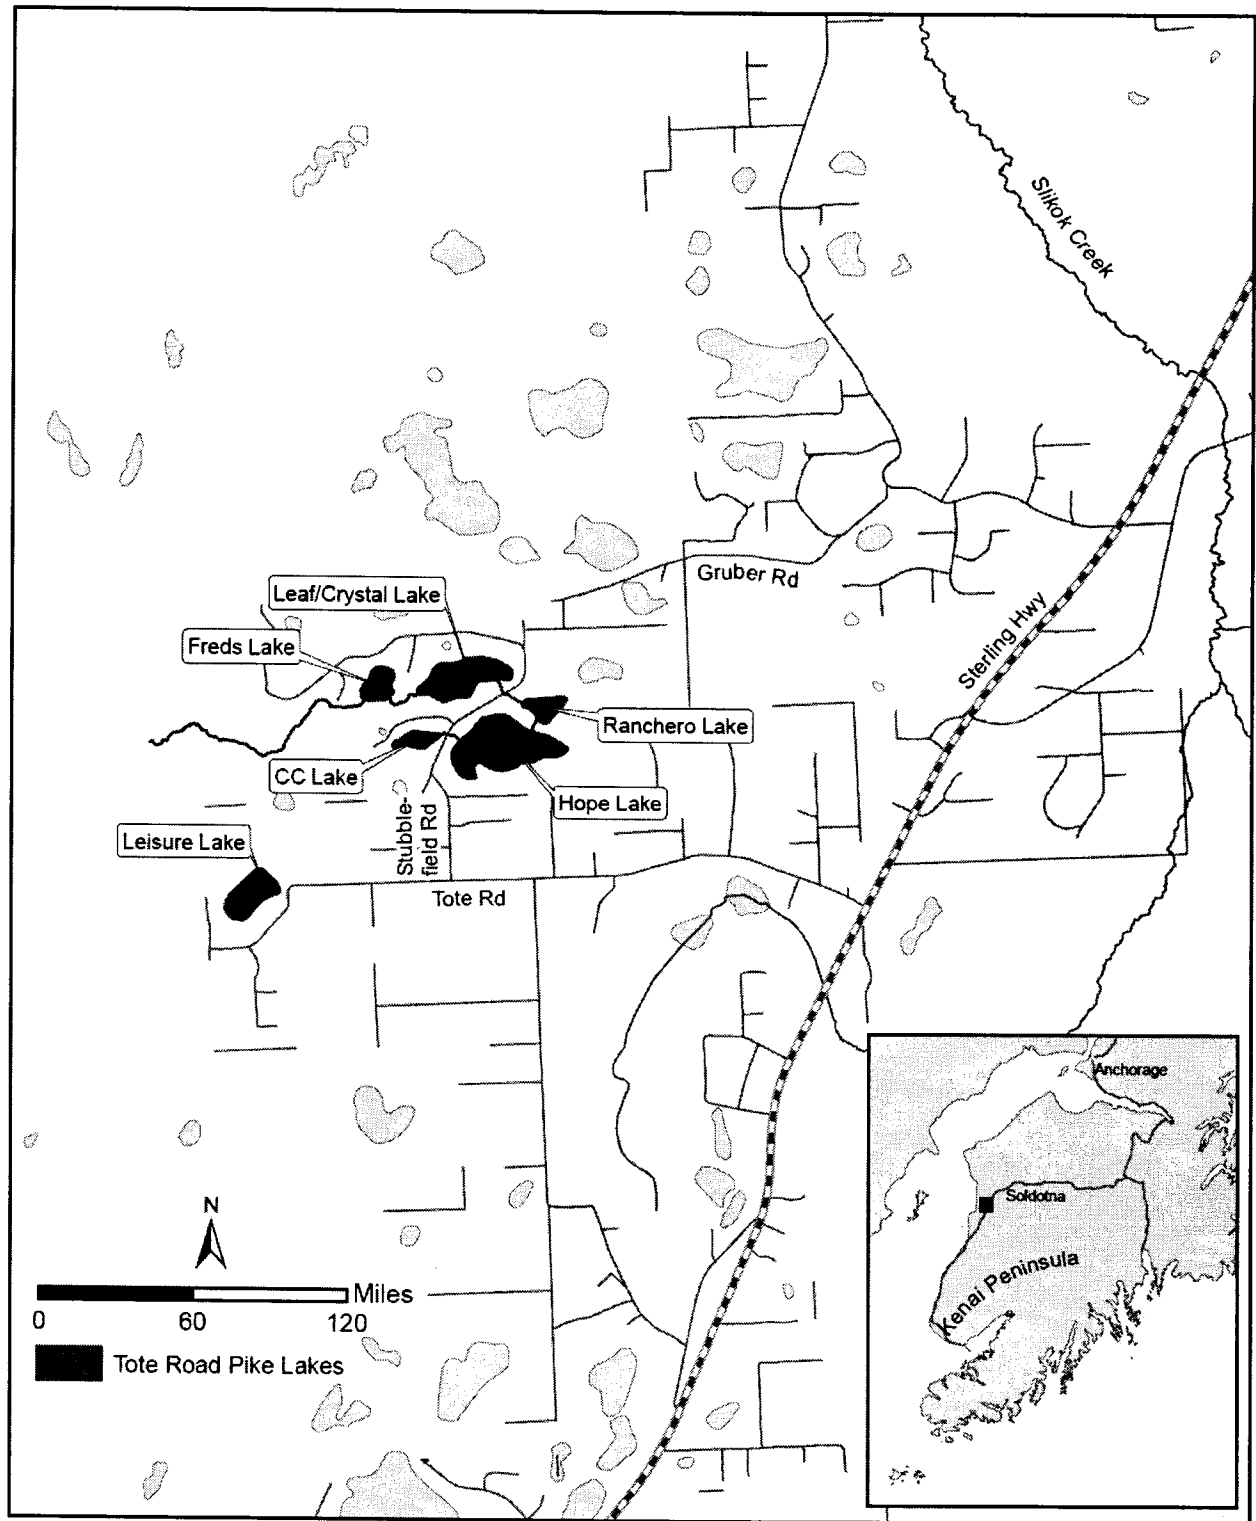 Slikok Creek
Gruber Rd
Leaf/Crystal Lake
Freds Lake
Sterling Hwy
Ranchero Lake
CC Lake
Hope Lake
Stubble-
field Rd
Leisure Lake
Tote Rd
Anchorage
Soldotna
Kenai Peninsula
N
Miles
0 60 120
Tote Road Pike Lakes